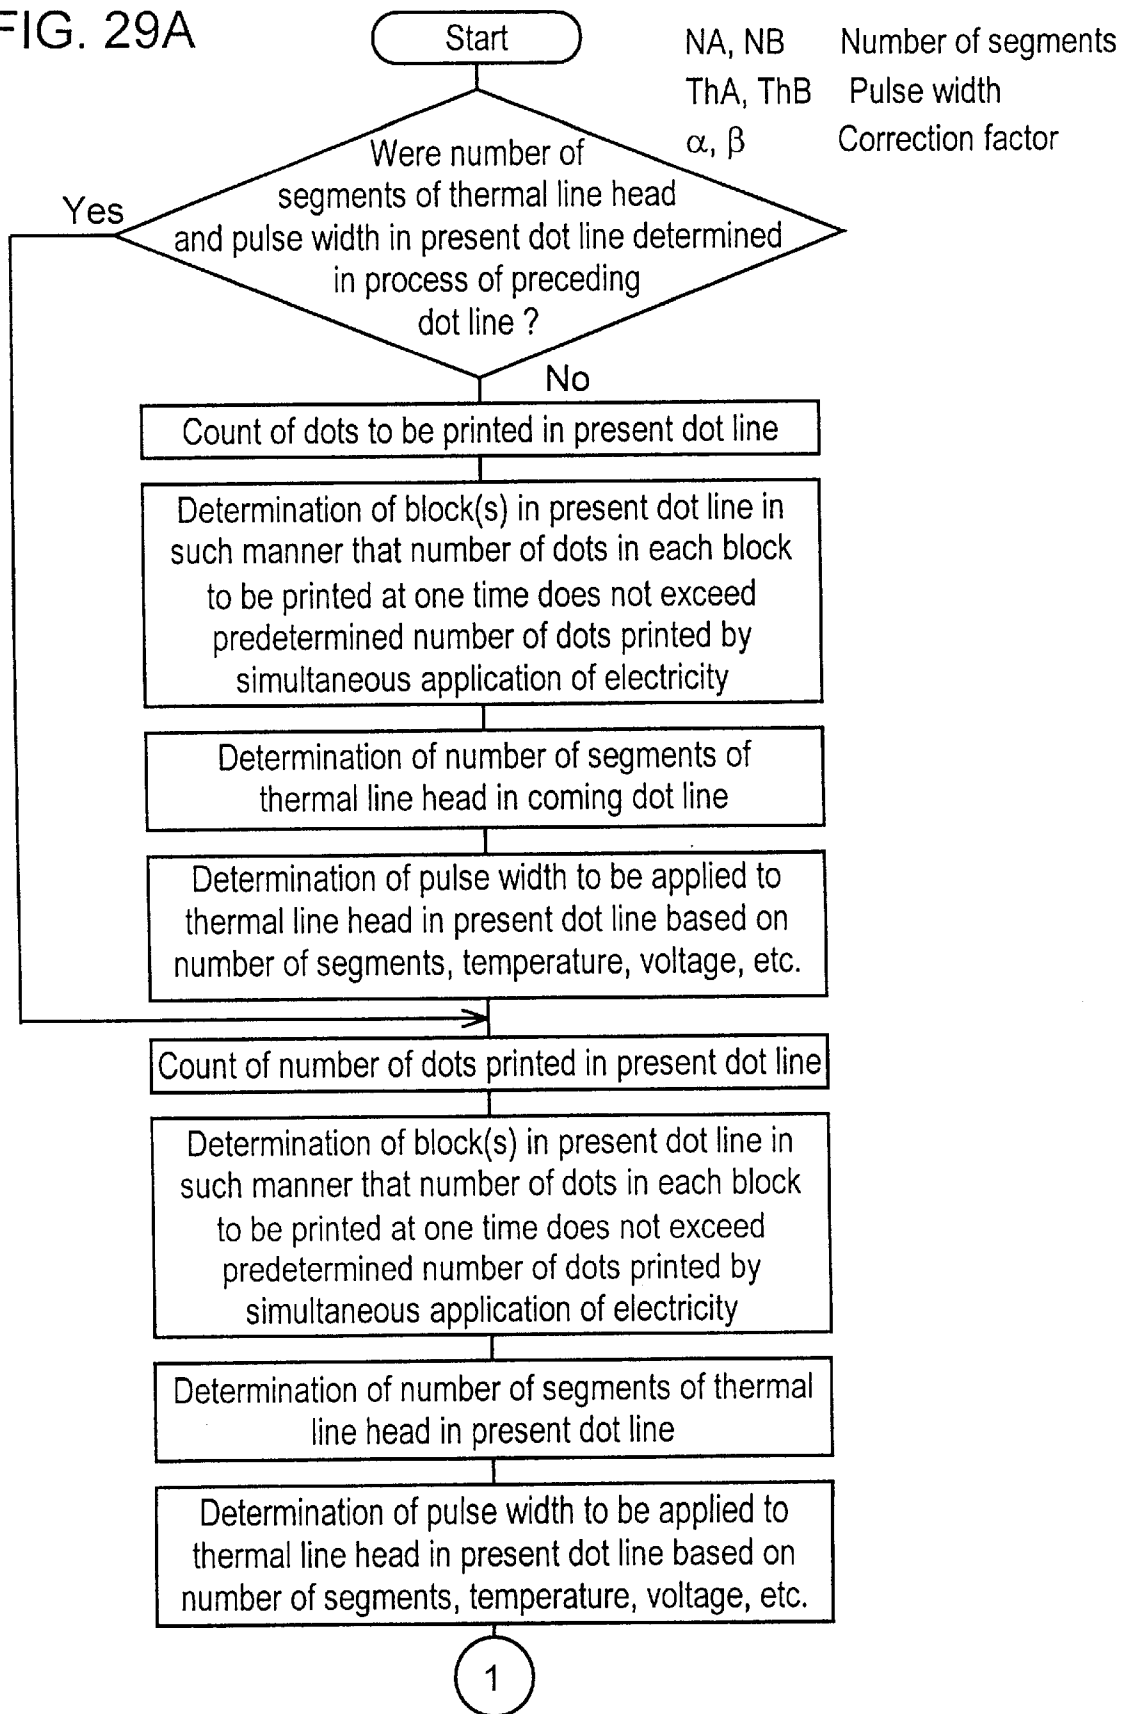 FIG. 29A
Start
NA, NB Number of segments
ThA, ThB Pulse width
α, β Correction factor
Were number of
segments of thermal line head
and pulse width in present dot line determined
in process of preceding
dot line ?
Yes
No
Count of dots to be printed in present dot line
Determination of block(s) in present dot line in
such manner that number of dots in each block
to be printed at one time does not exceed
predetermined number of dots printed by
simultaneous application of electricity
Determination of number of segments of
thermal line head in coming dot line
Determination of pulse width to be applied to
thermal line head in present dot line based on
number of segments, temperature, voltage, etc.
Count of number of dots printed in present dot line
Determination of block(s) in present dot line in
such manner that number of dots in each block
to be printed at one time does not exceed
predetermined number of dots printed by
simultaneous application of electricity
Determination of number of segments of thermal
line head in present dot line
Determination of pulse width to be applied to
thermal line head in present dot line based on
number of segments, temperature, voltage, etc.
1